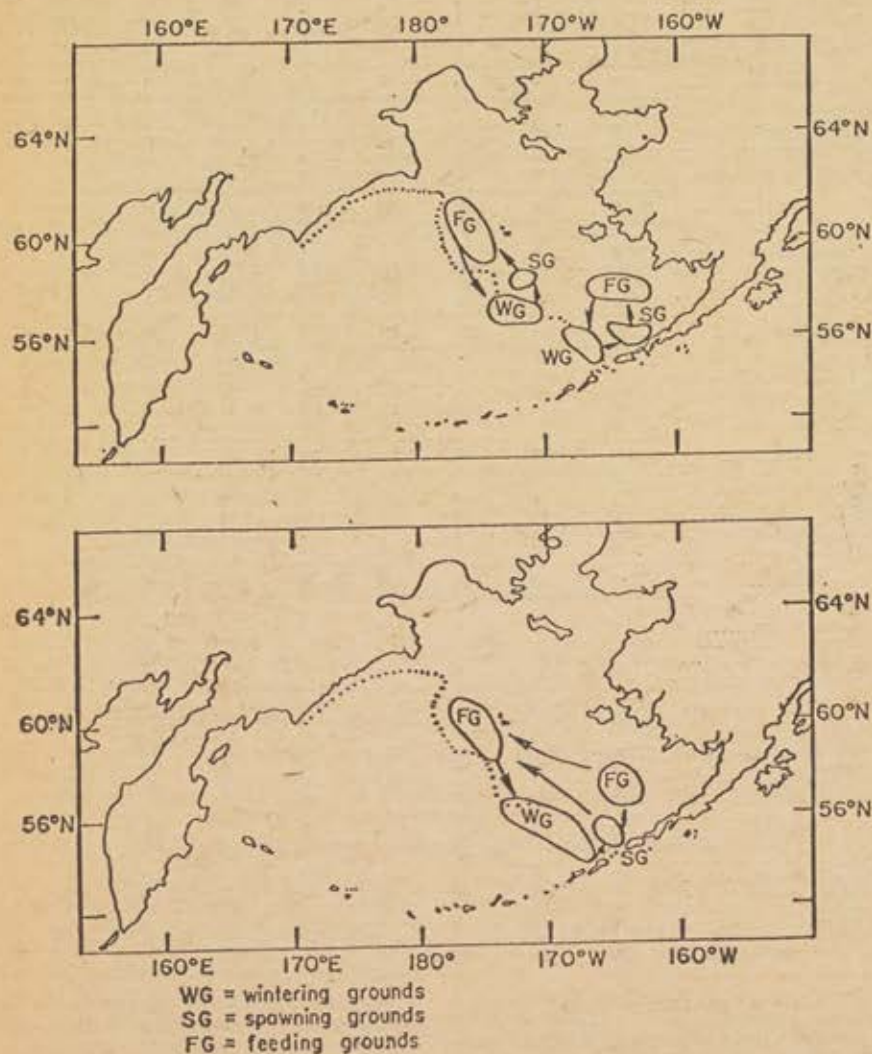 160°E 170°E 180° 170°W 160°W
64°N 64°N
FG
60°N 60°N
SG
FG
WG SG
56°N 56°N
WG
64°N 64°N
60°N FG 60°N
FG
56°N WG 56°N
SG
160°E 170°E 180° 170°W 160°W
WG = wintering grounds
SG = spawning grounds
FG = feeding grounds